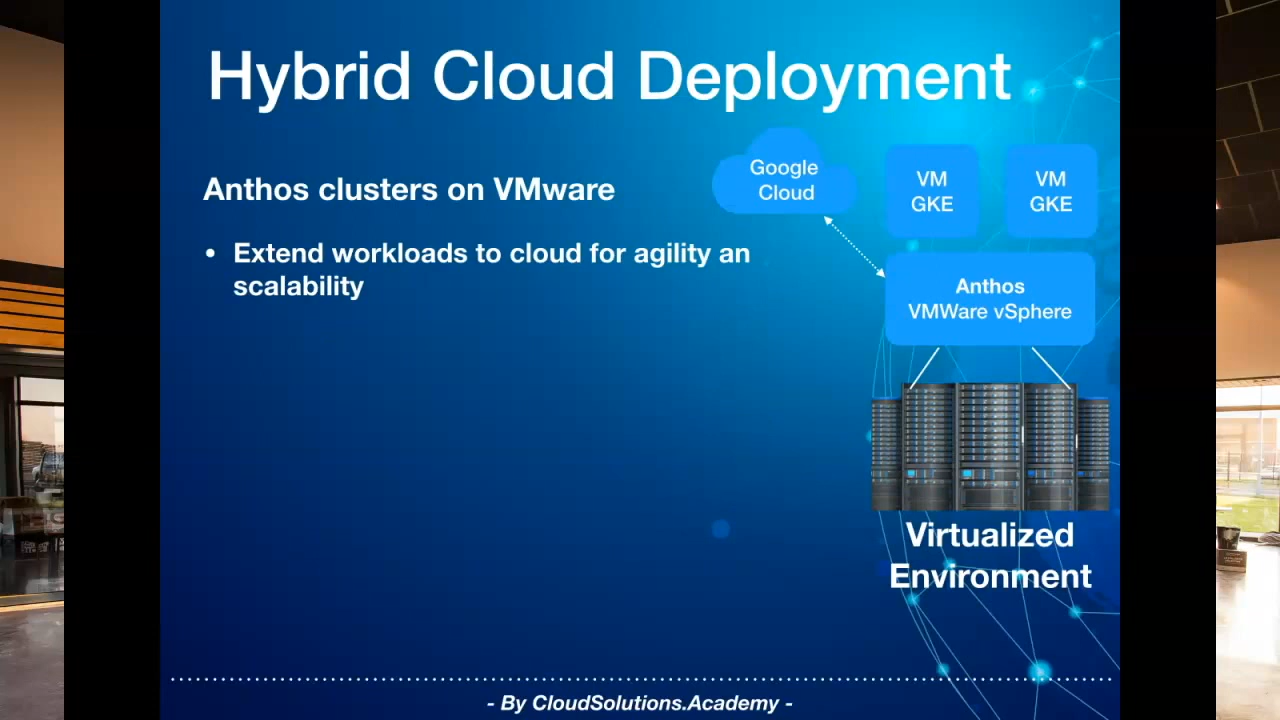 Hybrid Cloud Deployment
Anthos clusters on VMware
• Extend workloads to cloud for agility an
scalability
Google
Cloud
VM
GKE
VM
GKE
Anthos
VMWare vSphere
Virtualized
Environment
- By CloudSolutions.Academy -